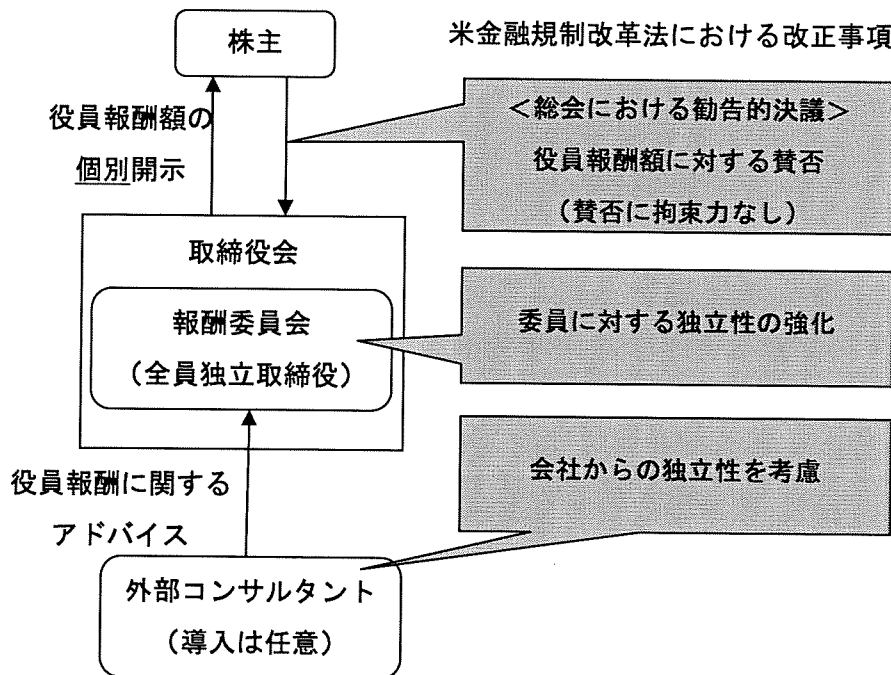 株主
米金融規制改革法における改正事項
役員報酬額の
個別開示
＜総会における勧告的決議＞
役員報酬額に対する賛否
（賛否に拘束力なし）
取締役会
報酬委員会
（全員独立取締役）
委員に対する独立性の強化
役員報酬に関する
アドバイス
会社からの独立性を考慮
外部コンサルタント
（導入は任意）